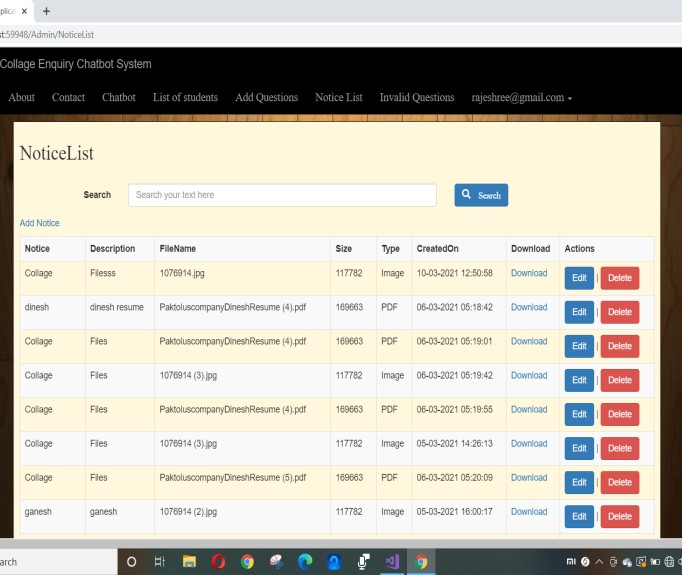 st:59948/Admin/NoticeList
Collage Enquiry Chatbot System
About Contact Chatbot List of students Add Questions Notice List Invalid Questions rajeshree@gmail.com
NoticeList
Search Search your text here Search
Add Notice
Notice Description FileName Size Type CreatedOn Download Actions
Collage Filesss 1076914.jpg 117782 Image 10-03-2021 12:50:58 Download Edit | Delete
dinesh dinesh resume PaktoluscompanyDineshResume (4).pdf 169663 PDF 06-03-2021 05:18:42 Download Edit | Delete
Collage Files PaktoluscompanyDineshResume (4).pdf 169663 PDF 06-03-2021 05:19:01 Download Edit | Delete
Collage Files 1076914 (3).jpg 117782 Image 06-03-2021 05:19:42 Download Edit | Delete
Collage Files PaktoluscompanyDineshResume (4).pdf 169663 PDF 06-03-2021 05:19:55 Download Edit | Delete
Collage Files 1076914 (3).jpg 117782 Image 05-03-2021 14:26:13 Download Edit | Delete
Collage Files PaktoluscompanyDineshResume (5).pdf 169663 PDF 06-03-2021 05:20:09 Download Edit | Delete
ganesh ganesh 1076914 (2).jpg 117782 Image 05-03-2021 16:00:17 Download Edit | Delete
arch